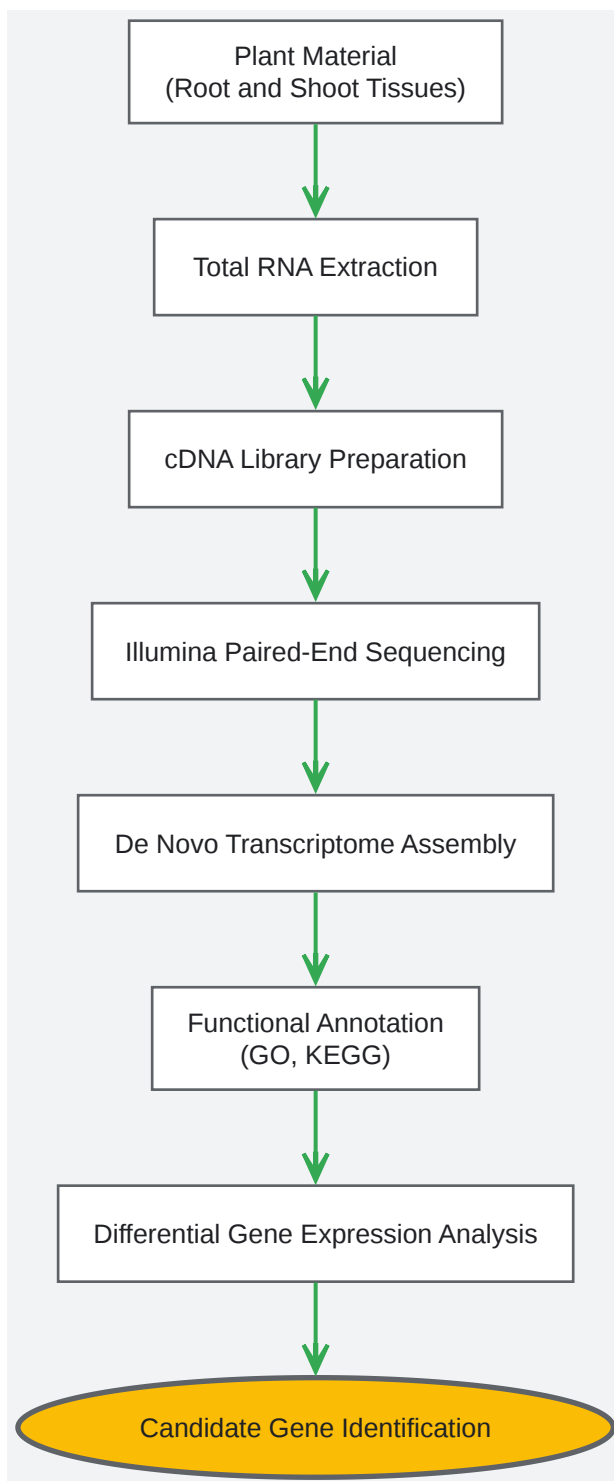 Plant Material
(Root and Shoot Tissues)
Total RNA Extraction
cDNA Library Preparation
Illumina Paired-End Sequencing
De Novo Transcriptome Assembly
Functional Annotation
(GO, KEGG)
Differential Gene Expression Analysis
Candidate Gene Identification